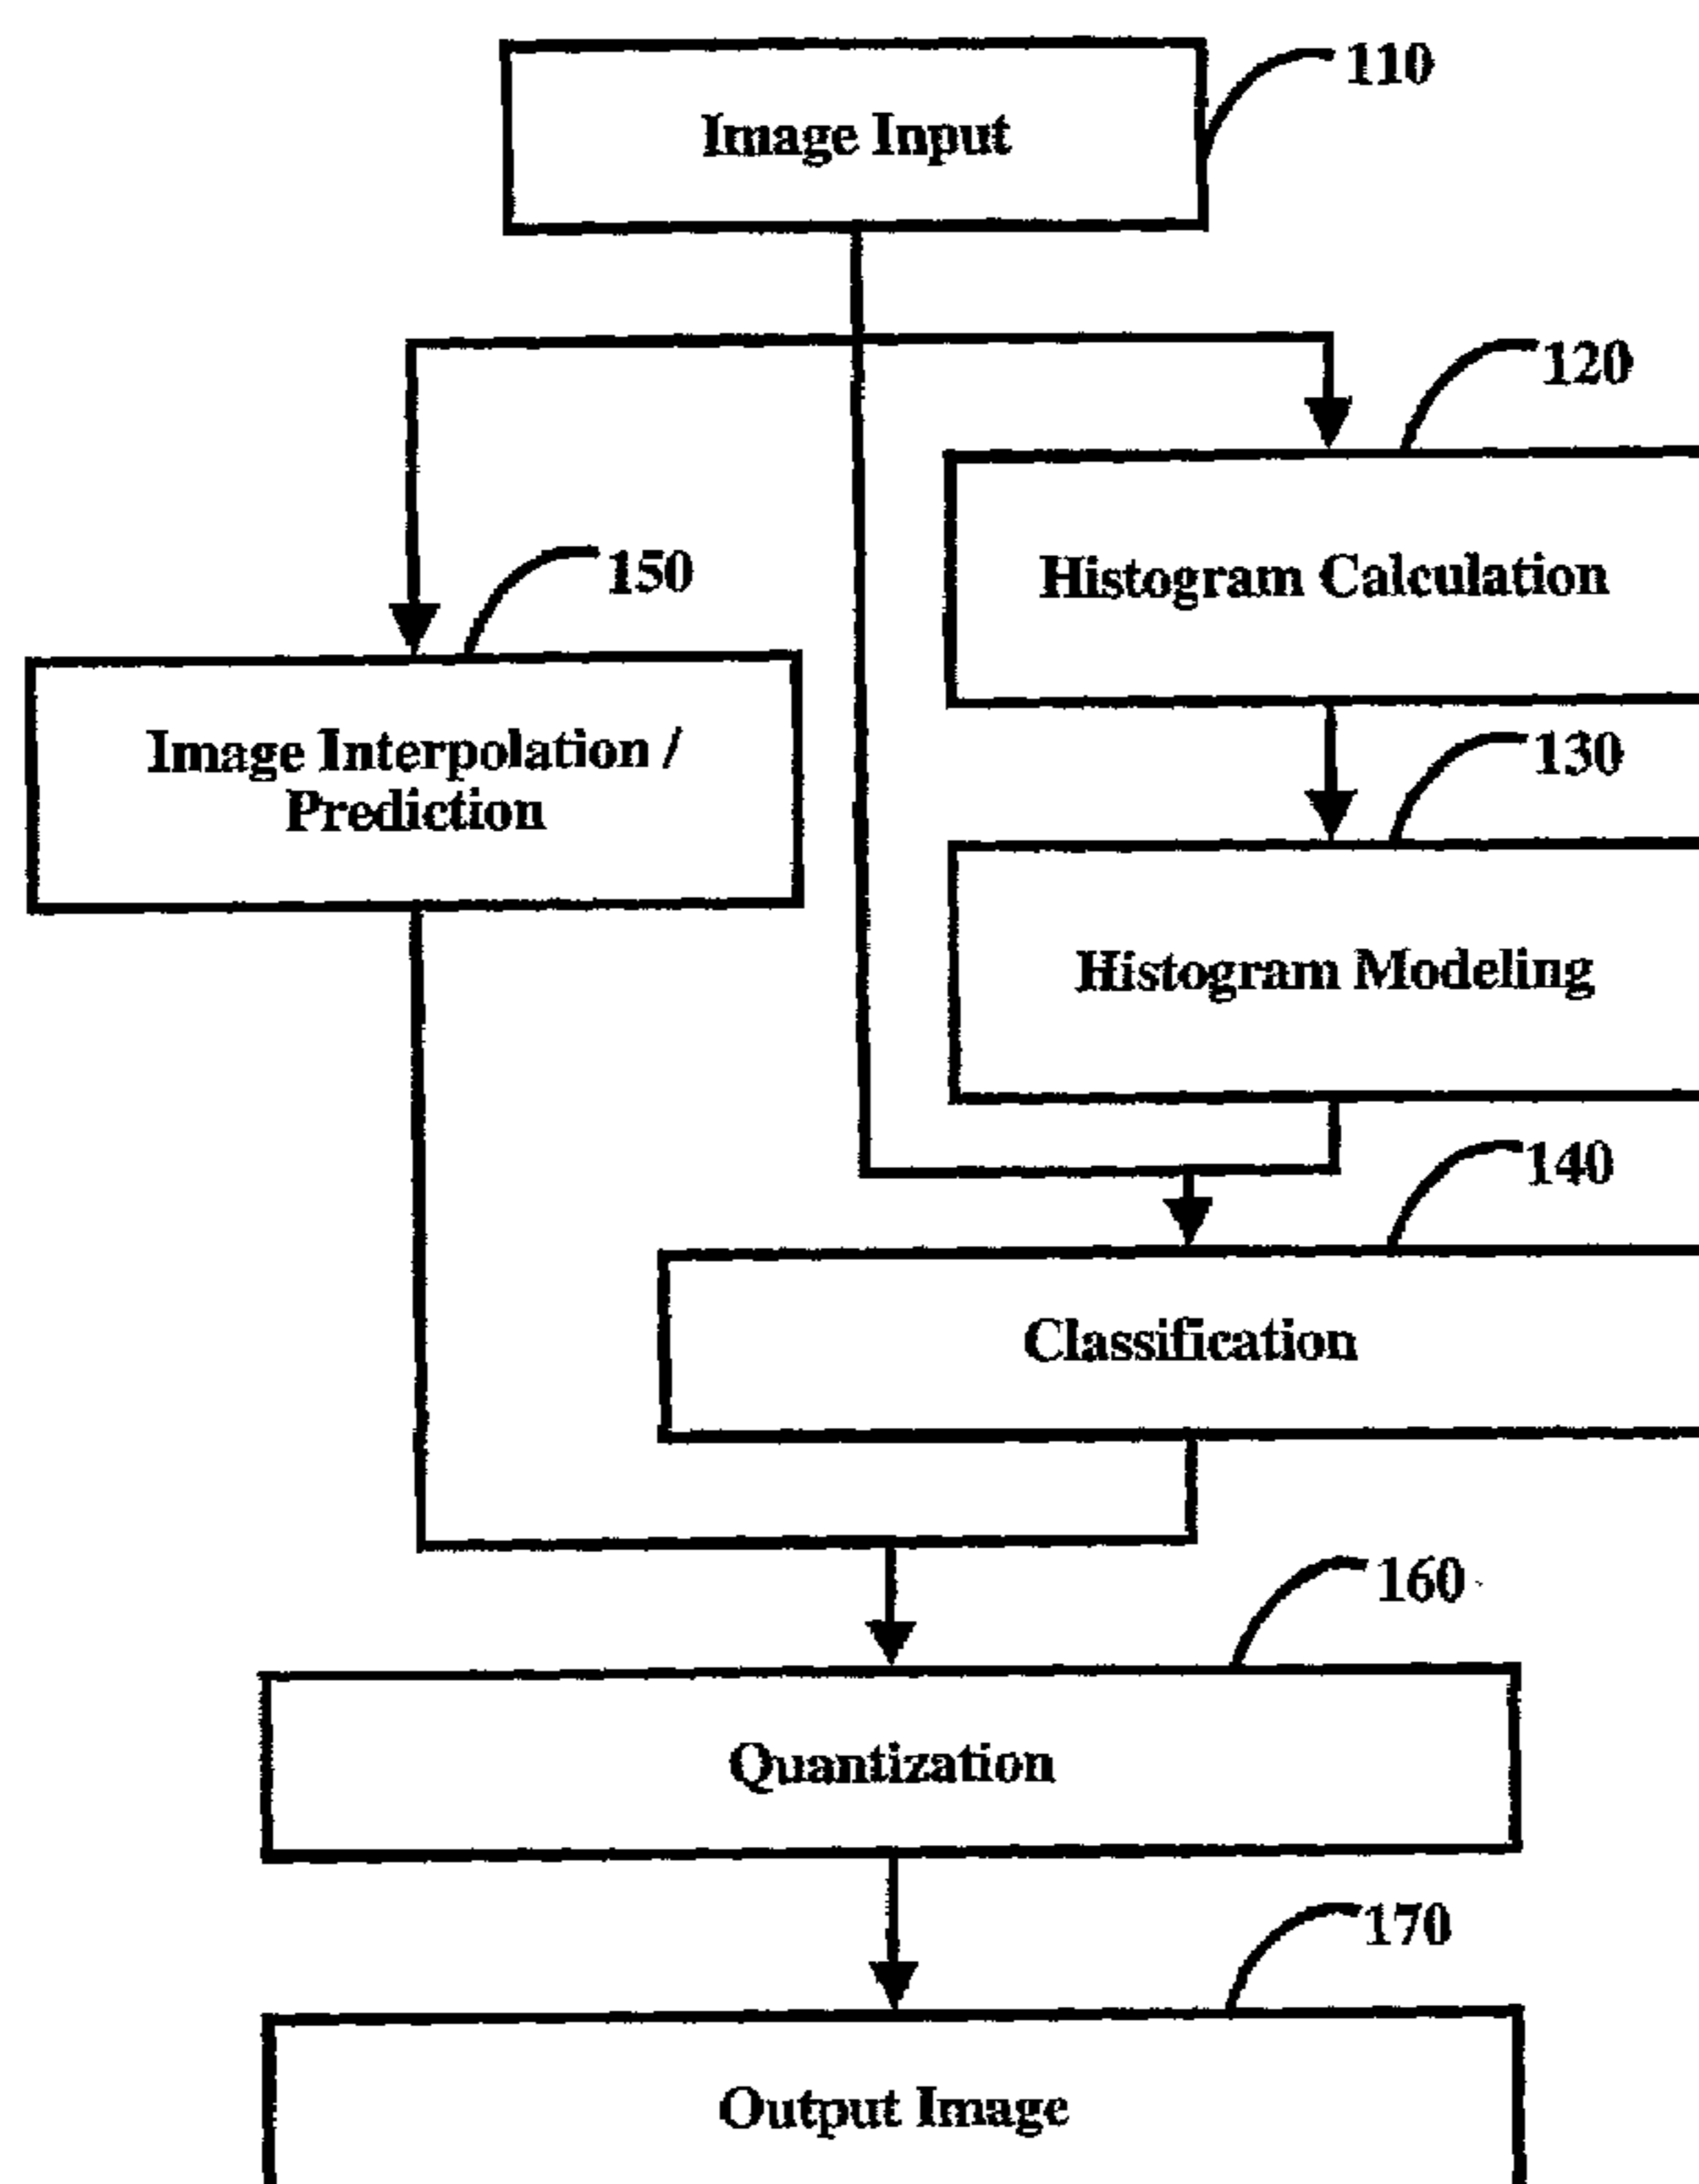 110
Image Input
120
Histogram Calculation
150
Image Interpolation /
Prediction
130
Histogram Modeling
140
Classification
160
Quantization
170
Output Image